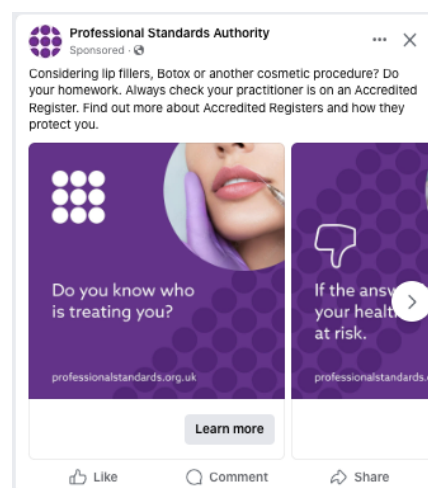 Professional Standards Authority
Sponsored ·
Considering lip fillers, Botox or another cosmetic procedure? Do
your homework. Always check your practitioner is on an Accredited
Register. Find out more about Accredited Registers and how they
protect you.
Do you know who
is treating you?
professionalstandards.org.uk
Learn more
If the
your
at risk.
professionalstandards.
Like
Comment
Share